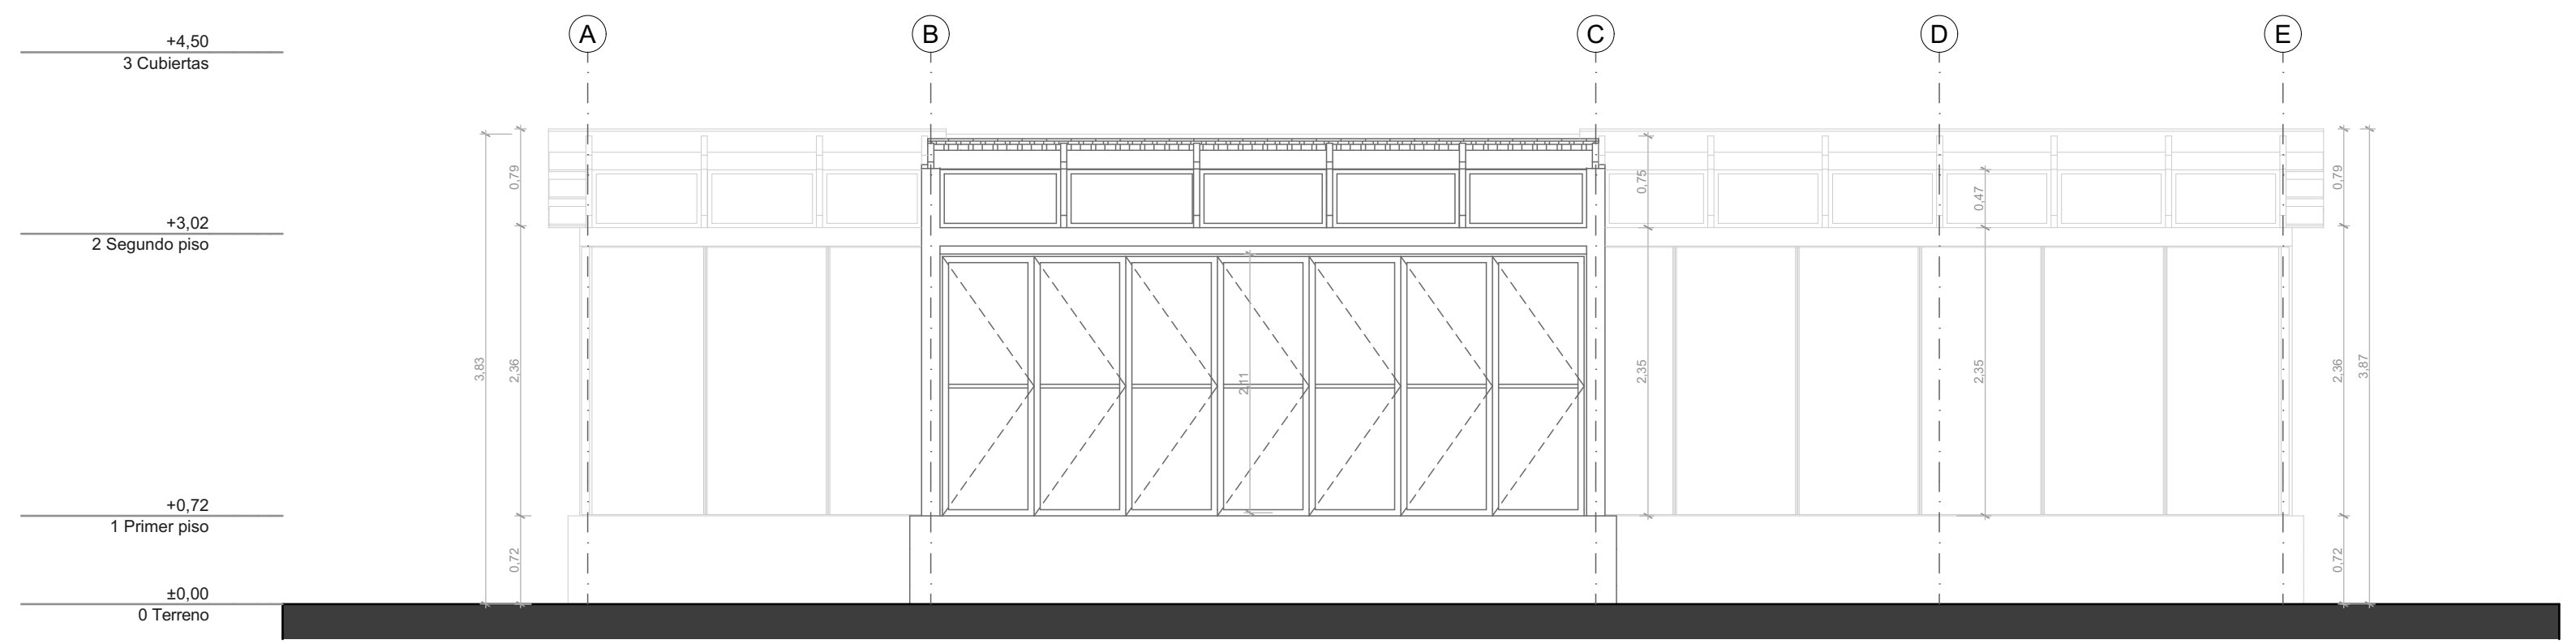 A
B
C
D
E
+4,50
3 Cubiertas
+3,02
2 Segundo piso
+0,72
1 Primer piso
±0,00
0 Terreno
3,83
0,79
2,36
0,72
2,11
0,75
2,35
0,47
2,35
0,79
2,36
0,72
3,87